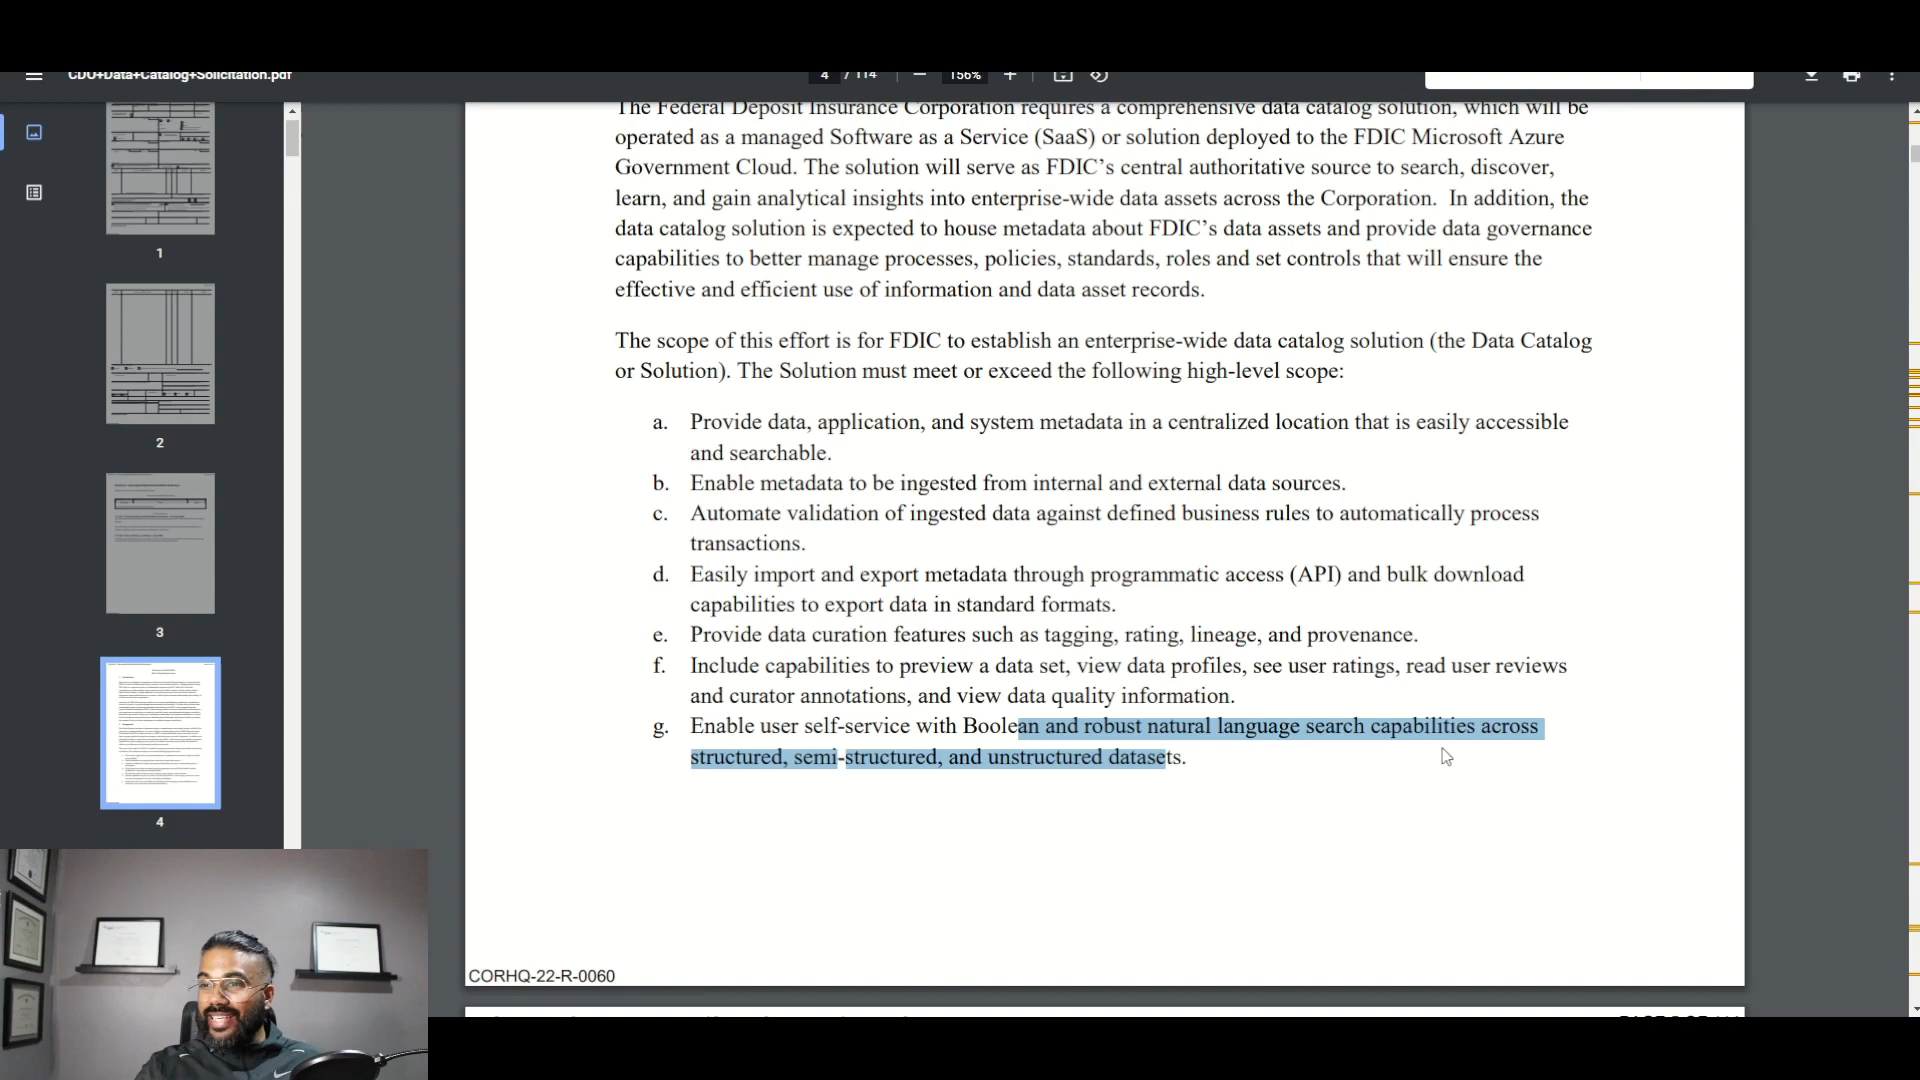 CDO+Data+Catalog+Solicitation.pdf
4 / 114
156%
1
2
3
4
The Federal Deposit Insurance Corporation requires a comprehensive data catalog solution, which will be
operated as a managed Software as a Service (SaaS) or solution deployed to the FDIC Microsoft Azure
Government Cloud. The solution will serve as FDIC’s central authoritative source to search, discover,
learn, and gain analytical insights into enterprise-wide data assets across the Corporation. In addition, the
data catalog solution is expected to house metadata about FDIC’s data assets and provide data governance
capabilities to better manage processes, policies, standards, roles and set controls that will ensure the
effective and efficient use of information and data asset records.
The scope of this effort is for FDIC to establish an enterprise-wide data catalog solution (the Data Catalog
or Solution). The Solution must meet or exceed the following high-level scope:
a. Provide data, application, and system metadata in a centralized location that is easily accessible
and searchable.
b. Enable metadata to be ingested from internal and external data sources.
c. Automate validation of ingested data against defined business rules to automatically process
transactions.
d. Easily import and export metadata through programmatic access (API) and bulk download
capabilities to export data in standard formats.
e. Provide data curation features such as tagging, rating, lineage, and provenance.
f. Include capabilities to preview a data set, view data profiles, see user ratings, read user reviews
and curator annotations, and view data quality information.
g. Enable user self-service with Boolean and robust natural language search capabilities across
structured, semi-structured, and unstructured datasets.
CORHQ-22-R-0060